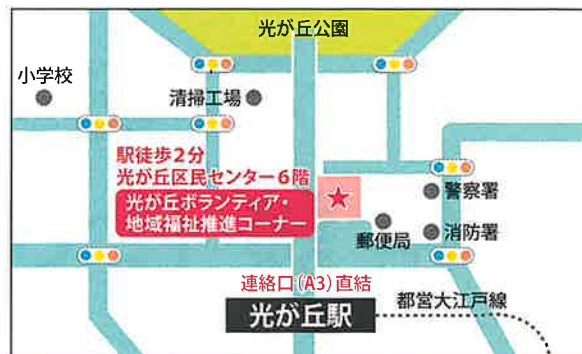 光が丘公園
小学校
清掃工場
駅徒歩2分
光が丘区民センター6階
光が丘ボランティア・
地域福祉推進コーナー
警察署
郵便局
消防署
連絡口(A3)直結
光が丘駅
都営大江戸線